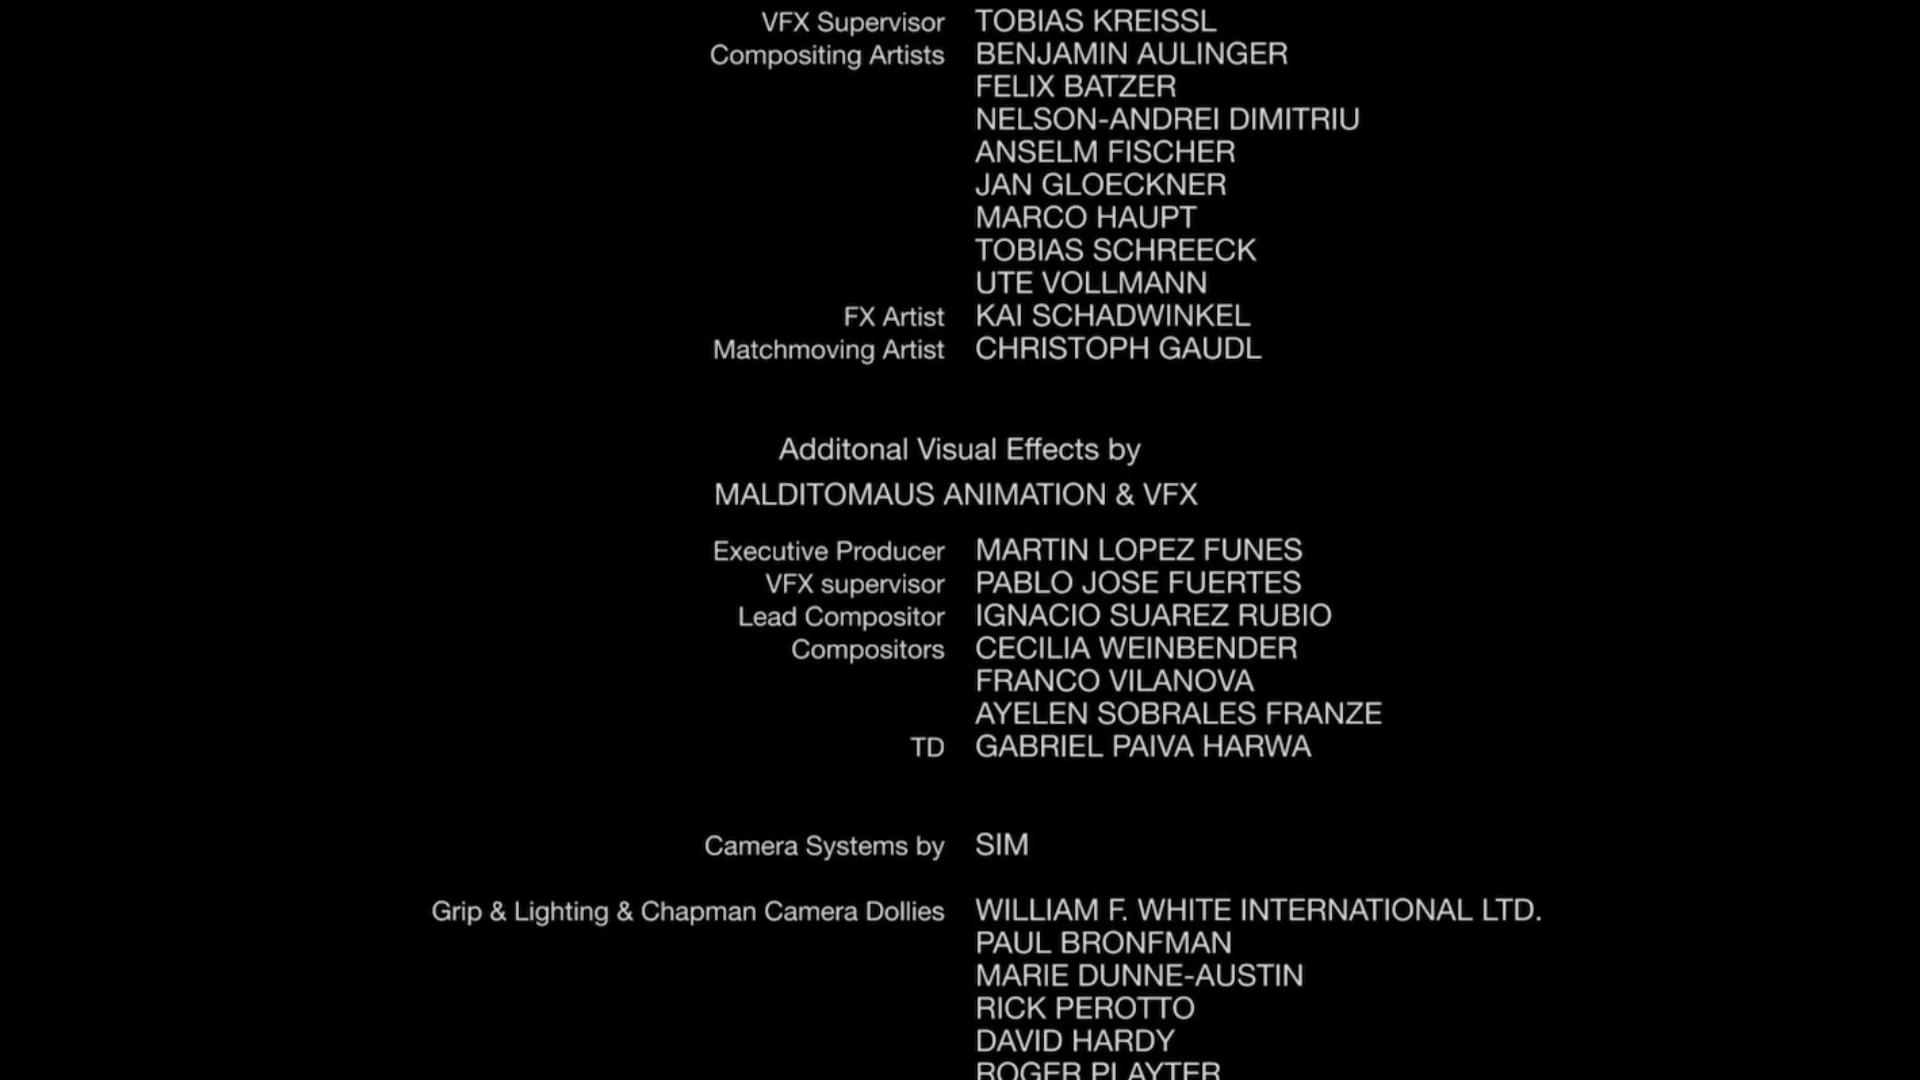 VFX Supervisor TOBIAS KREISSL
Compositing Artists BENJAMIN AULINGER
FELIX BATZER
NELSON-ANDREI DIMITRIU
ANSELM FISCHER
JAN GLOECKNER
MARCO HAUPT
TOBIAS SCHREECK
UTE VOLLMANN
FX Artist KAI SCHADWINKEL
Matchmoving Artist CHRISTOPH GAUDL
Additonal Visual Effects by
MALDITOMAUS ANIMATION & VFX
Executive Producer MARTIN LOPEZ FUNES
VFX supervisor PABLO JOSE FUERTES
Lead Compositor IGNACIO SUAREZ RUBIO
Compositors CECILIA WEINBENDER
FRANCO VILANOVA
AYELEN SOBRALES FRANZE
TD GABRIEL PAIVA HARWA
Camera Systems by SIM
Grip & Lighting & Chapman Camera Dollies WILLIAM F. WHITE INTERNATIONAL LTD.
PAUL BRONFMAN
MARIE DUNNE-AUSTIN
RICK PEROTTO
DAVID HARDY
ROGER PLAYTER